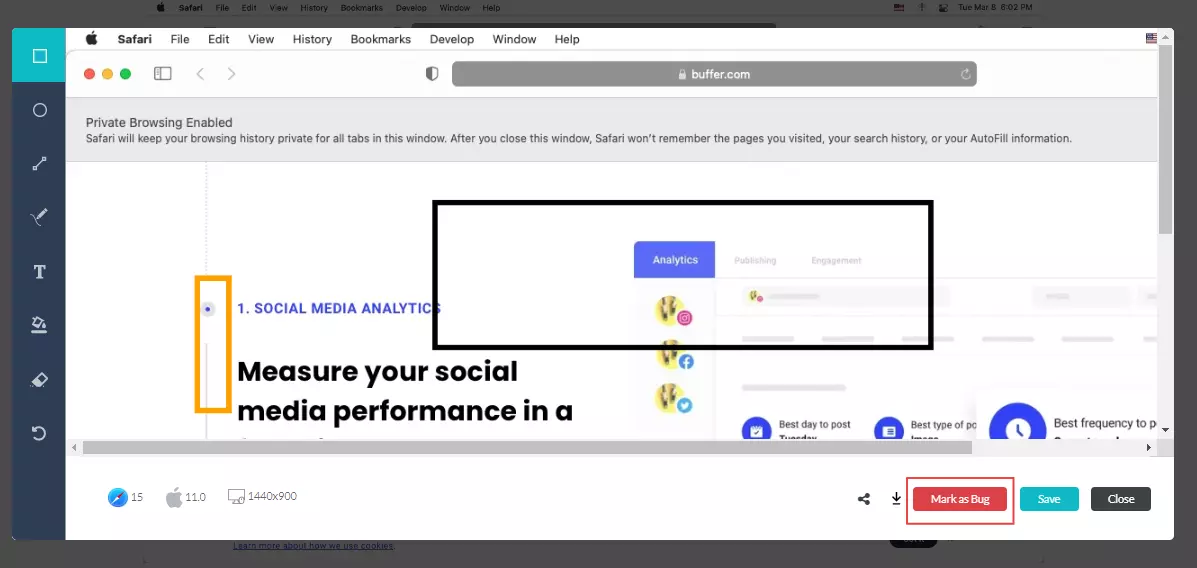 Safari File Edit View History Bookmarks Develop Window Help Tue Mar 8 6:02 PM
Safari File Edit View History Bookmarks Develop Window Help
buffer.com
Private Browsing Enabled
Safari will keep your browsing history private for all tabs in this window. After you close this window, Safari won't remember the pages you visited, your search history, or your AutoFill information.
T
Analytics Publishing Engagement
1. SOCIAL MEDIA ANALYTICS
Measure your social
media performance in a
Best day to post
Tuesday
Best type of po
Image
Best frequency to p
15 11.0 1440x900
Mark as Bug Save Close
Learn more about how we use cookies.